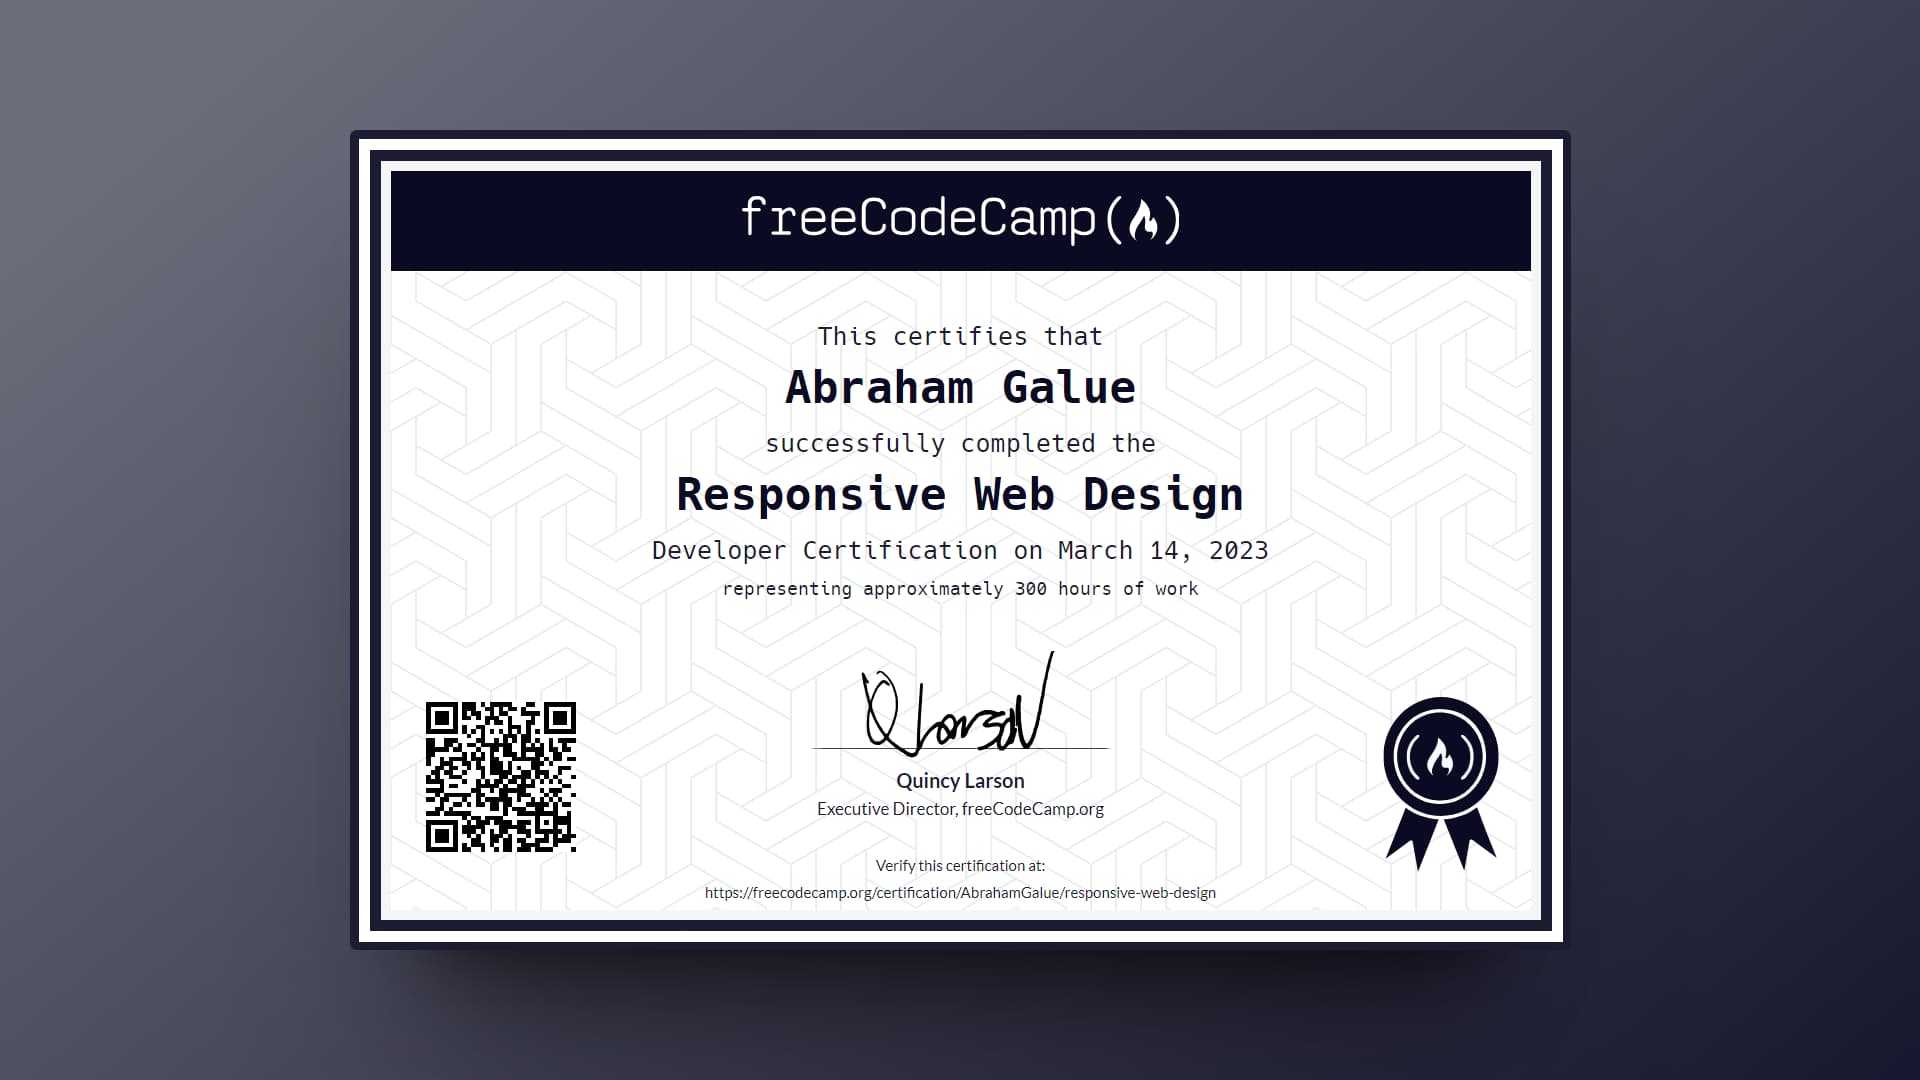 freeCodeCamp
This certifies that
Abraham Galue
successfully completed the
Responsive Web Design
Developer Certification on March 14, 2023
representing approximately 300 hours of work
Quincy Larson
Executive Director, freeCodeCamp.org
Verify this certification at:
https://freecodecamp.org/certification/AbrahamGalue/responsive-web-design